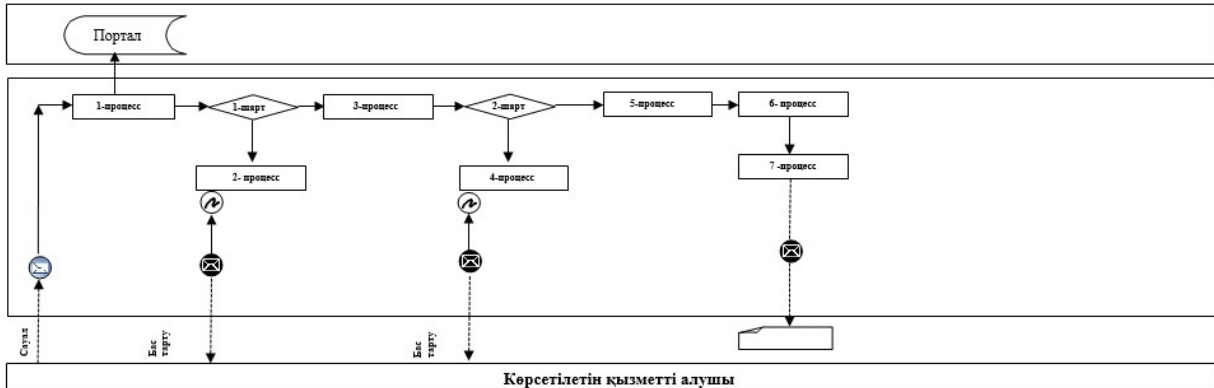 Портал
1-процесс
1-шарт
3-процесс
2-шарт
5-процесс
6- процесс
2- процесс
4-процесс
7 -процесс
Сауал
Бас
тарту
Бас
тарту
Көрсетілетін қызметті алушы